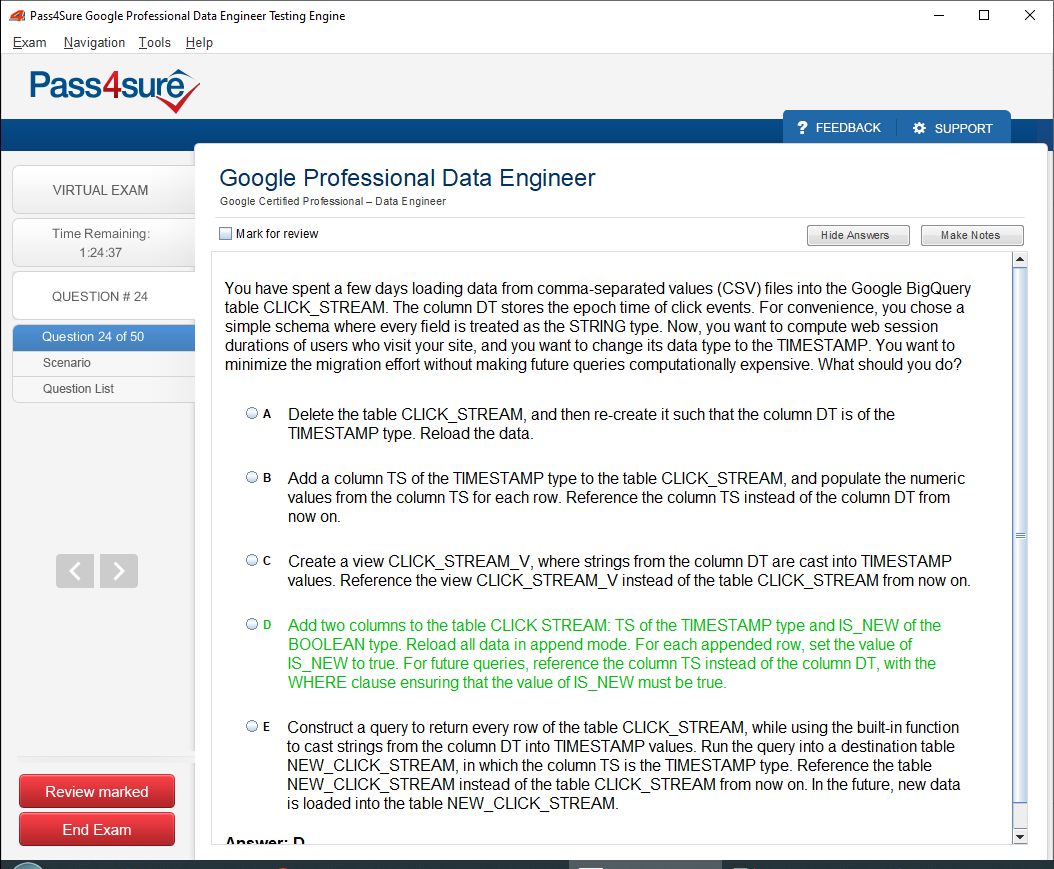 Pass4Sure Google Professional Data Engineer Testing Engine
Exam Navigation Tools Help
Pass4sure
? FEEDBACK SUPPORT
VIRTUAL EXAM
Time Remaining:
1:24:37
QUESTION # 24
Question 24 of 50
Scenario
Question List
Review marked
End Exam
Google Professional Data Engineer
Google Certified Professional – Data Engineer
Mark for review
Hide Answers
Make Notes
You have spent a few days loading data from comma-separated values (CSV) files into the Google BigQuery
table CLICK_STREAM. The column DT stores the epoch time of click events. For convenience, you chose a
simple schema where every field is treated as the STRING type. Now, you want to compute web session
durations of users who visit your site, and you want to change its data type to the TIMESTAMP. You want to
minimize the migration effort without making future queries computationally expensive. What should you do?
A Delete the table CLICK_STREAM, and then re-create it such that the column DT is of the
TIMESTAMP type. Reload the data.
B Add a column TS of the TIMESTAMP type to the table CLICK_STREAM, and populate the numeric
values from the column TS for each row. Reference the column TS instead of the column DT from
now on.
C Create a view CLICK_STREAM_V, where strings from the column DT are cast into TIMESTAMP
values. Reference the view CLICK_STREAM_V instead of the table CLICK_STREAM from now on.
D Add two columns to the table CLICK STREAM: TS of the TIMESTAMP type and IS_NEW of the
BOOLEAN type. Reload all data in append mode. For each appended row, set the value of
IS_NEW to true. For future queries, reference the column TS instead of the column DT, with the
WHERE clause ensuring that the value of IS_NEW must be true.
E Construct a query to return every row of the table CLICK_STREAM, while using the built-in function
to cast strings from the column DT into TIMESTAMP values. Run the query into a destination table
NEW_CLICK_STREAM, in which the column TS is the TIMESTAMP type. Reference the table
NEW_CLICK_STREAM instead of the table CLICK_STREAM from now on. In the future, new data
is loaded into the table NEW_CLICK_STREAM.
Answer: D